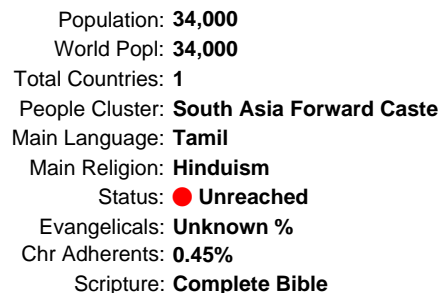 Population: 34,000
World Popl: 34,000
Total Countries: 1
People Cluster: South Asia Forward Caste
Main Language: Tamil
Main Religion: Hinduism
Status: Unreached
Evangelicals: Unknown %
Chr Adherents: 0.45%
Scripture: Complete Bible